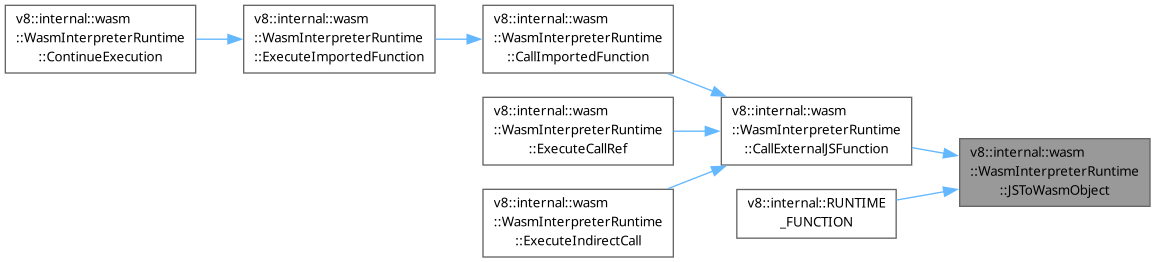 v8::internal::wasm
::WasmInterpreterRuntime
::ContinueExecution
v8::internal::wasm
::WasmInterpreterRuntime
::ExecuteImportedFunction
v8::internal::wasm
::WasmInterpreterRuntime
::CallImportedFunction
v8::internal::wasm
::WasmInterpreterRuntime
::ExecuteCallRef
v8::internal::wasm
::WasmInterpreterRuntime
::ExecuteIndirectCall
v8::internal::wasm
::WasmInterpreterRuntime
::CallExternalJSFunction
v8::internal::RUNTIME
_FUNCTION
v8::internal::wasm
::WasmInterpreterRuntime
::JSToWasmObject